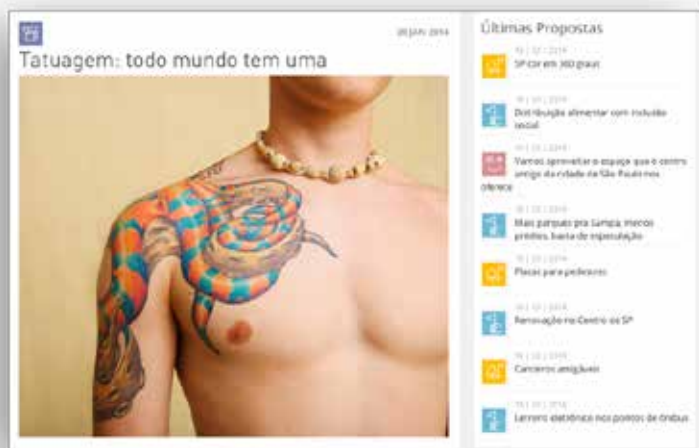 JAN 2014
Tatuagem: todo mundo tem uma
Últimas Propostas
SP cor em 360 graus
Distribuição alimentar com inclusão
social
Vamos aproveitar o espaço que o centro
antigo da cidade de São Paulo nos
oferece
Mais parques pra Sampa, menos
prédios, basta de especulação
Placas para pedestres
Renovação no Centro de SP
Canteiros amigáveis
Letreiro eletrônico nos pontos de ônibus